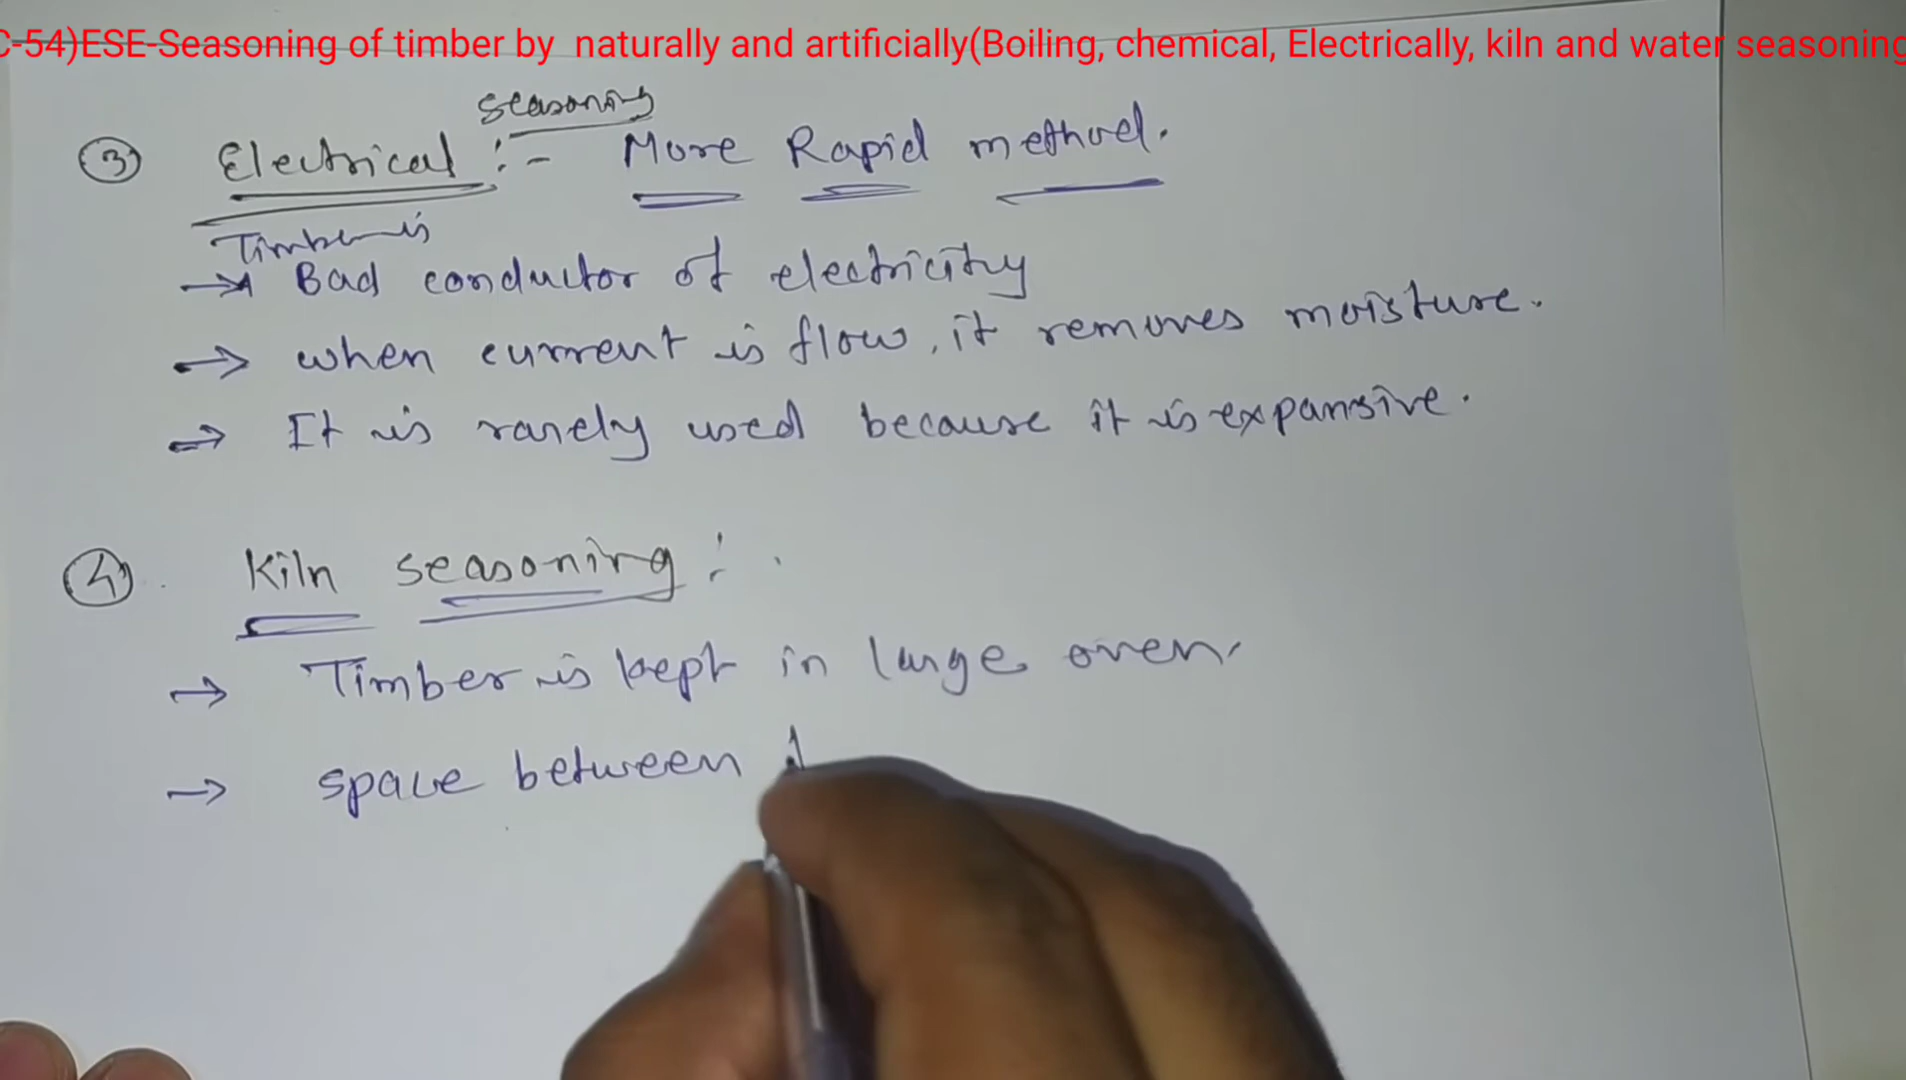 C-54)ESE-Seasoning of timber by naturally and artificially(Boiling, chemical, Electrically, kiln and water seasoning
seasoning
③ Electrical :- More Rapid method.
Timber is
→ Bad conductor of electricity
→ when current is flow, it removes moisture.
→ It is rarely used because it is expansive.
④. Kiln seasoning :
→ Timber is kept in large oven.
→ space between